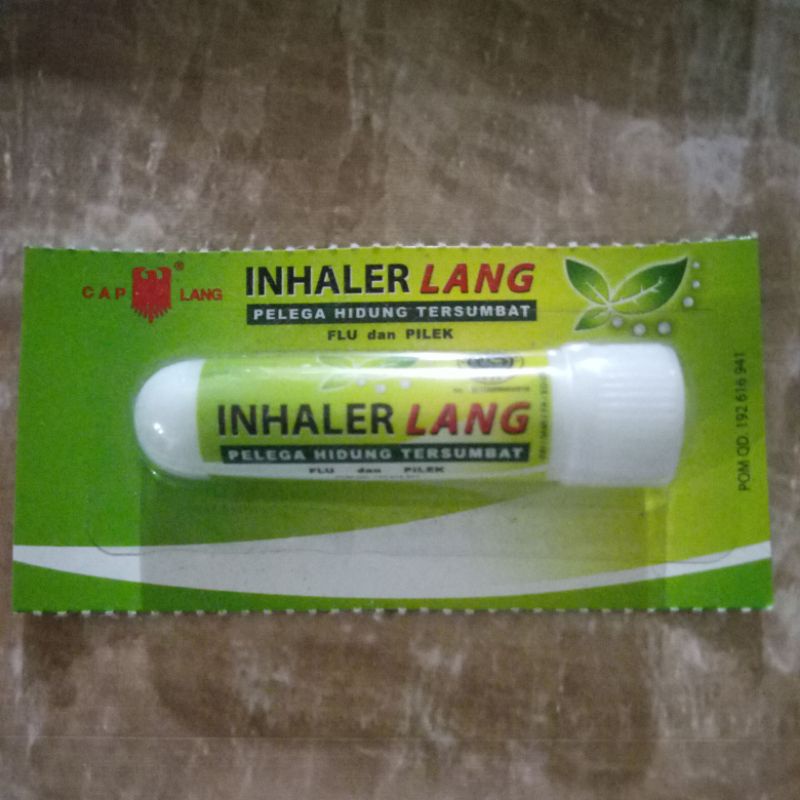 CAP LANG®
INHALER LANG
PELEGA HIDUNG TERSUMBAT
FLU dan PILEK
INHALER LANG
PELEGA HIDUNG TERSUMBAT
FLU dan PILEK
POM QD. 192 616 941